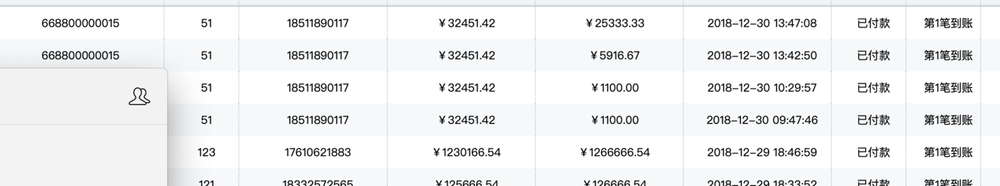 668800000015 51 18511890117 ¥32451.42 ¥25333.33 2018-12-30 13:47:08 已付款 第1笔到账
668800000015 51 18511890117 ¥32451.42 ¥5916.67 2018-12-30 13:42:50 已付款 第1笔到账
51 18511890117 ¥32451.42 ¥1100.00 2018-12-30 10:29:57 已付款 第1笔到账
51 18511890117 ¥32451.42 ¥1100.00 2018-12-30 09:47:46 已付款 第1笔到账
123 17610621883 ¥1230166.54 ¥1266666.54 2018-12-29 18:46:59 已付款 第1笔到账
121 18332572565 ¥125666.54 ¥126666.54 2018-12-29 18:33:52 已付款 第1笔到账